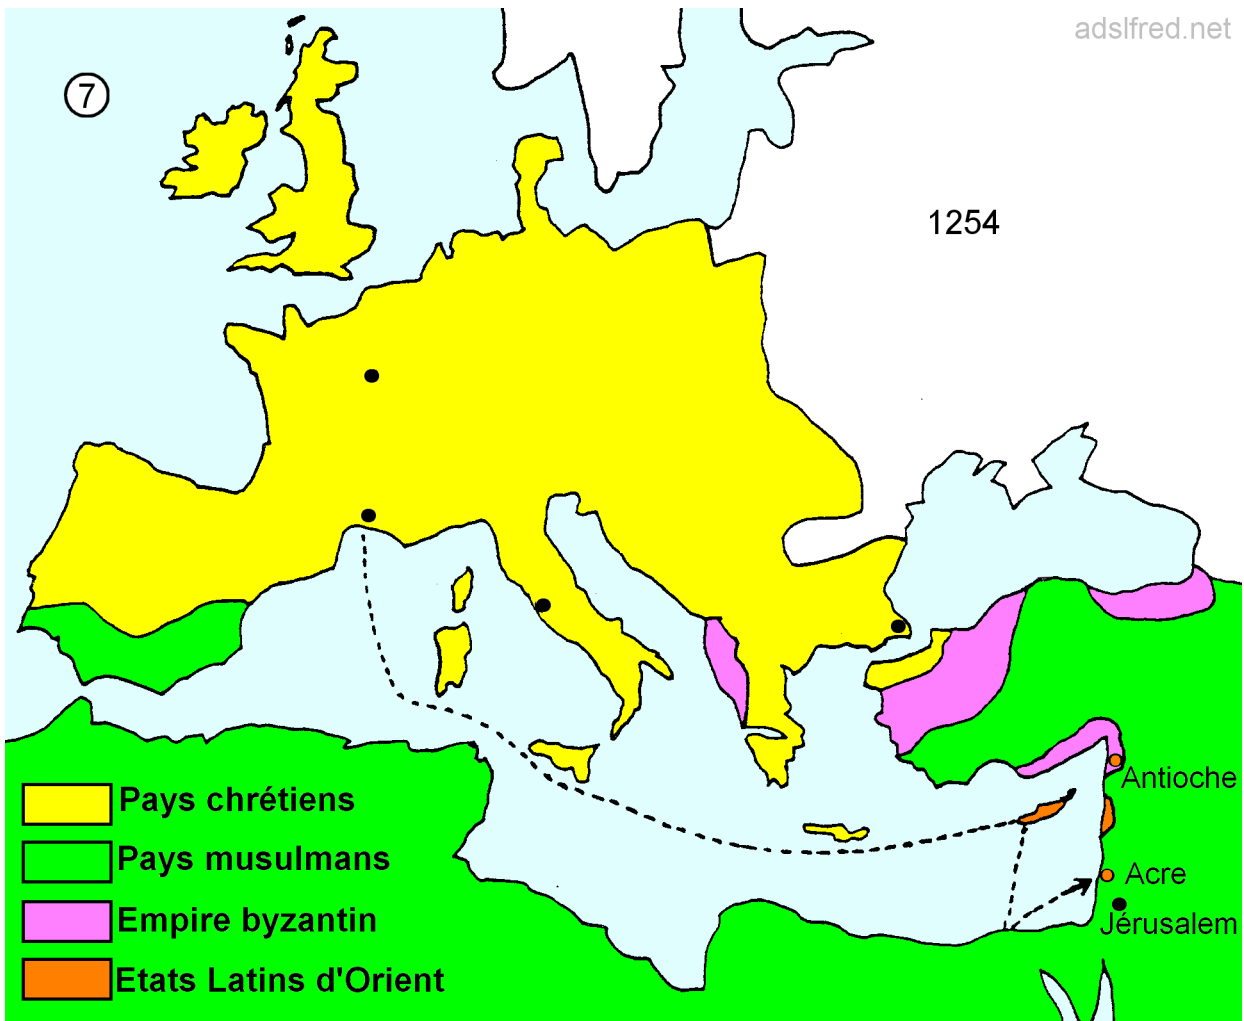 adslfred.net
7
1254
Antioche
Pays chrétiens
Pays musulmans
Acre
Empire byzantin
Jérusalem
Etats Latins d'Orient